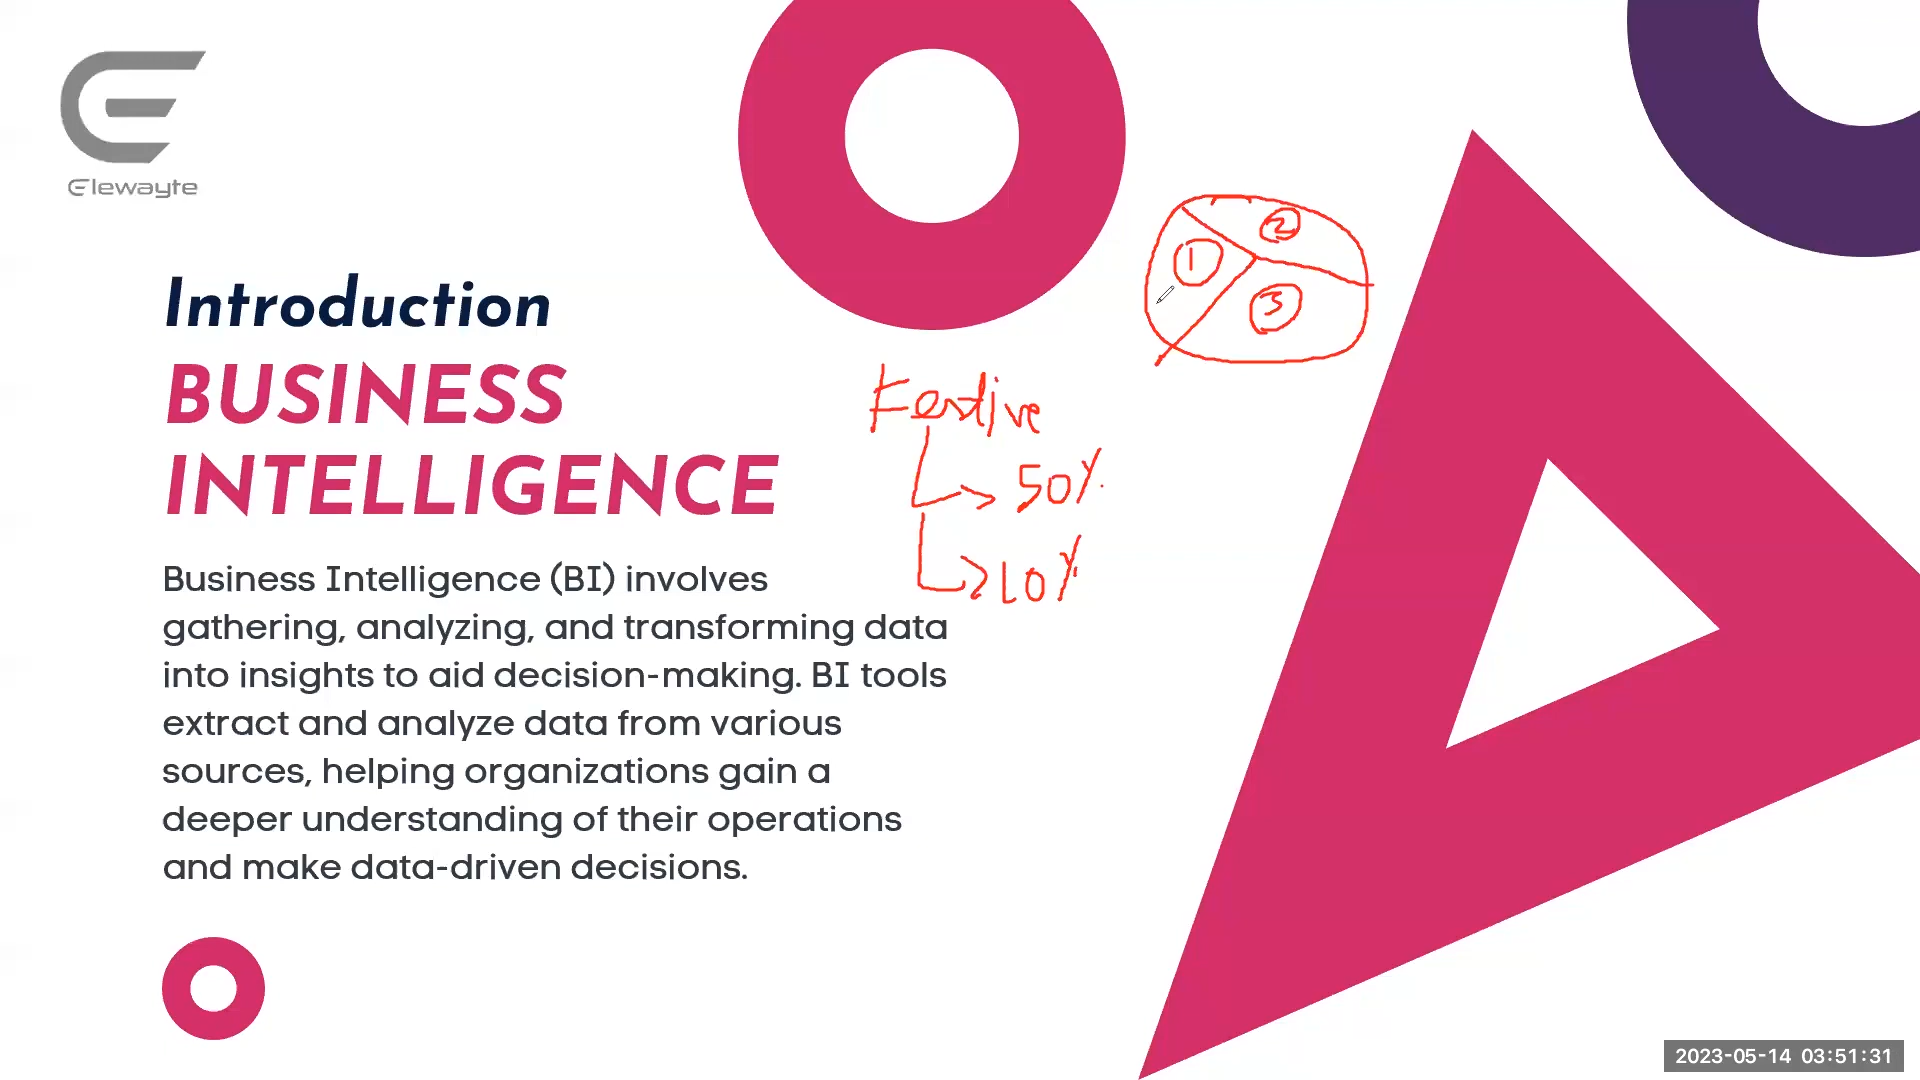 Elewayte
Introduction
BUSINESS
INTELLIGENCE
Business Intelligence (BI) involves
gathering, analyzing, and transforming data
into insights to aid decision-making. BI tools
extract and analyze data from various
sources, helping organizations gain a
deeper understanding of their operations
and make data-driven decisions.
Festive
50%
10%
1
2
3
2023-05-14 03:51:31